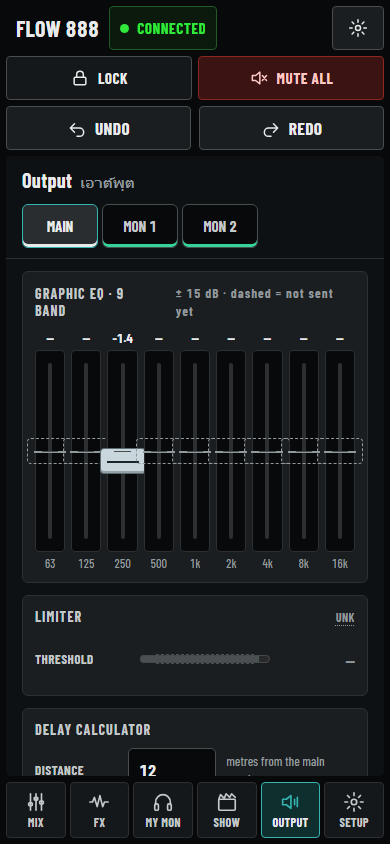 FLOW 888
CONNECTED
LOCK
MUTE ALL
UNDO
REDO
Output เอาต์พุต
MAIN
MON 1
MON 2
GRAPHIC EQ · 9
BAND
± 15 dB · dashed = not sent
yet
– – -1.4 – – – – – –
63 125 250 500 1k 2k 4k 8k 16k
LIMITER
UNK
THRESHOLD –
DELAY CALCULATOR
DISTANCE 12 metres from the main
MIX
FX
MY MON
SHOW
OUTPUT
SETUP